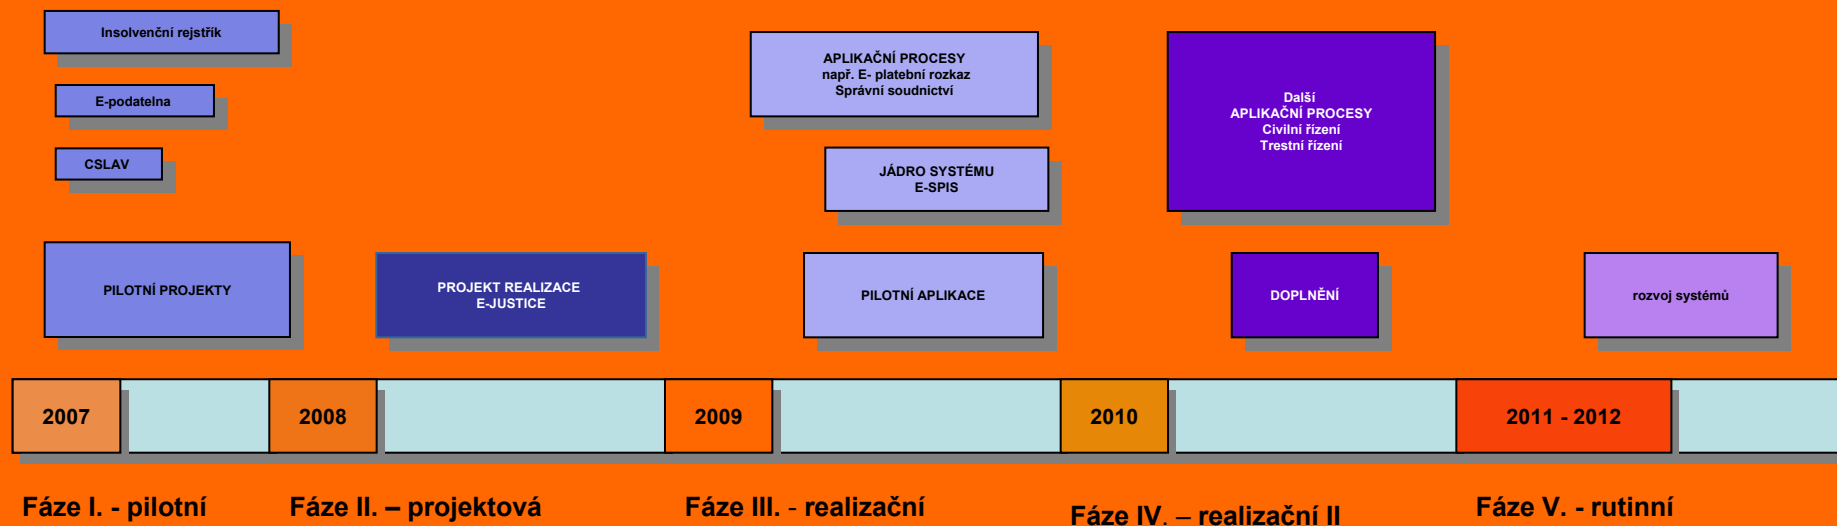 Insolvenční rejstřík
E-podatelna
CSLAV
APLIKAČNÍ PROCESY
např. E- platební rozkaz
Správní soudnictví
JÁDRO SYSTÉMU
E-SPIS
Další
APLIKAČNÍ PROCESY
Civilní řízení
Trestní řízení
PILOTNÍ PROJEKTY
PROJEKT REALIZACE
E-JUSTICE
PILOTNÍ APLIKACE
DOPLNĚNÍ
rozvoj systémů
2007
2008
2009
2010
2011 - 2012
Fáze I. - pilotní
Fáze II. – projektová
Fáze III. - realizační
Fáze IV. – realizační II
Fáze V. - rutinní